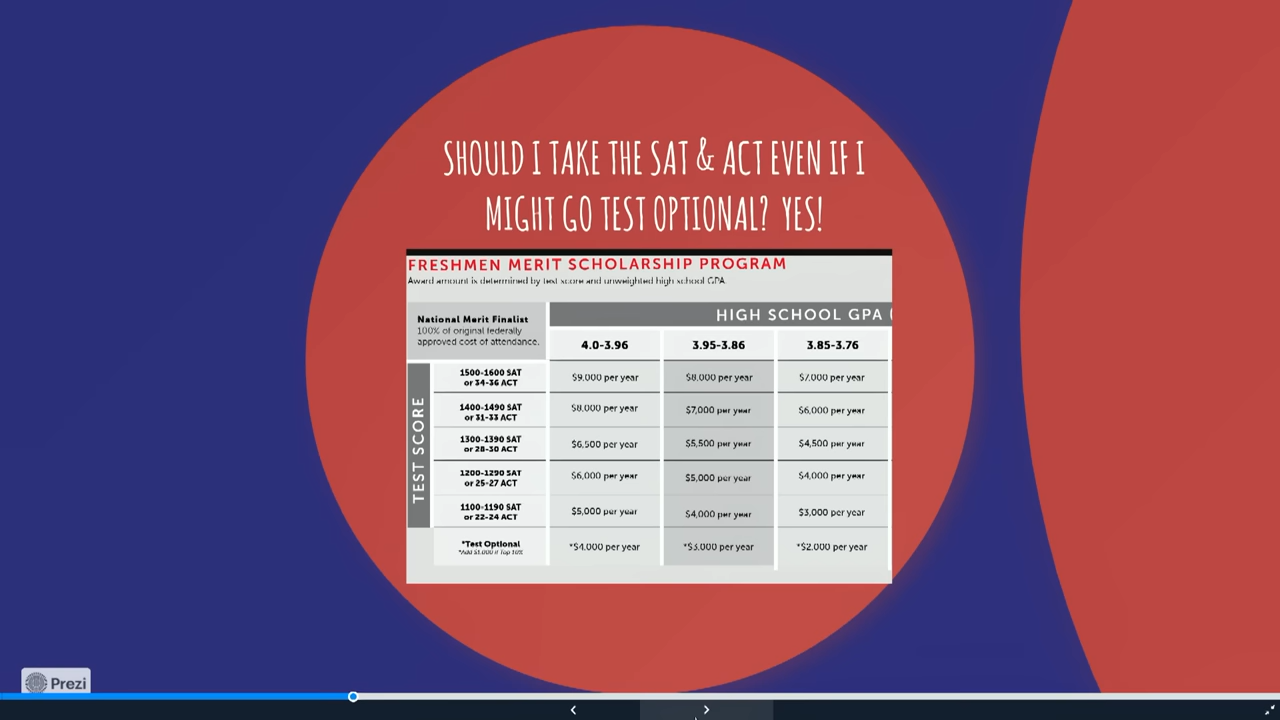 SHOULD I TAKE THE SAT & ACT EVEN IF I
MIGHT GO TEST OPTIONAL? YES!
FRESHMEN MERIT SCHOLARSHIP PROGRAM
Award amount is determined by test score and unweighted high school GPA.
National Merit Finalist
100% of original federally
approved cost of attendance.
HIGH SCHOOL GPA (
4.0-3.96 3.95-3.86 3.85-3.76
TEST SCORE
1500-1600 SAT
or 34-36 ACT
$9,000 per year $8,000 per year $7,000 per year
1400-1490 SAT
or 31-33 ACT
$8,000 per year $7,000 per year $6,000 per year
1300-1390 SAT
or 28-30 ACT
$6,500 per year $5,500 per year $4,500 per year
1200-1290 SAT
or 25-27 ACT
$6,000 per year $5,000 per year $4,000 per year
1100-1190 SAT
or 22-24 ACT
$5,000 per year $4,000 per year $3,000 per year
*Test Optional
*Add $1,000 if Top 10%
*$4,000 per year *$3,000 per year *$2,000 per year
Prezi